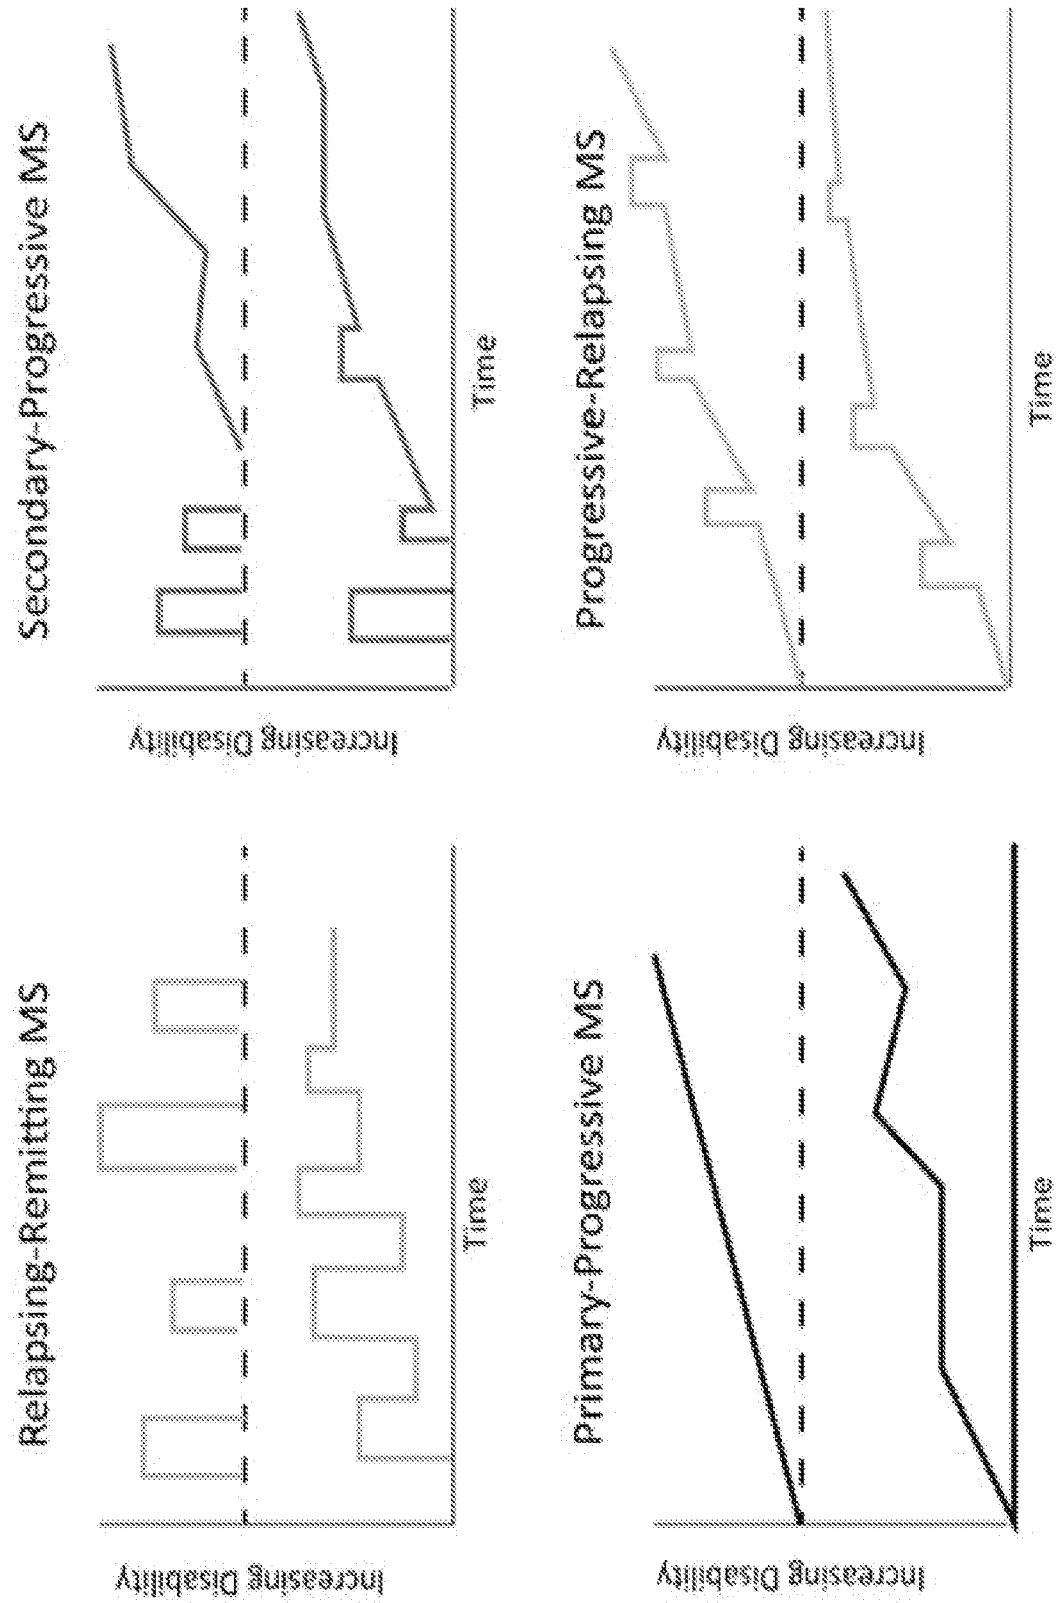 Relapsing-Remitting MS
Increasing Disability
Time
Secondary-Progressive MS
Increasing Disability
Time
Primary-Progressive MS
Increasing Disability
Time
Progressive-Relapsing MS
Increasing Disability
Time